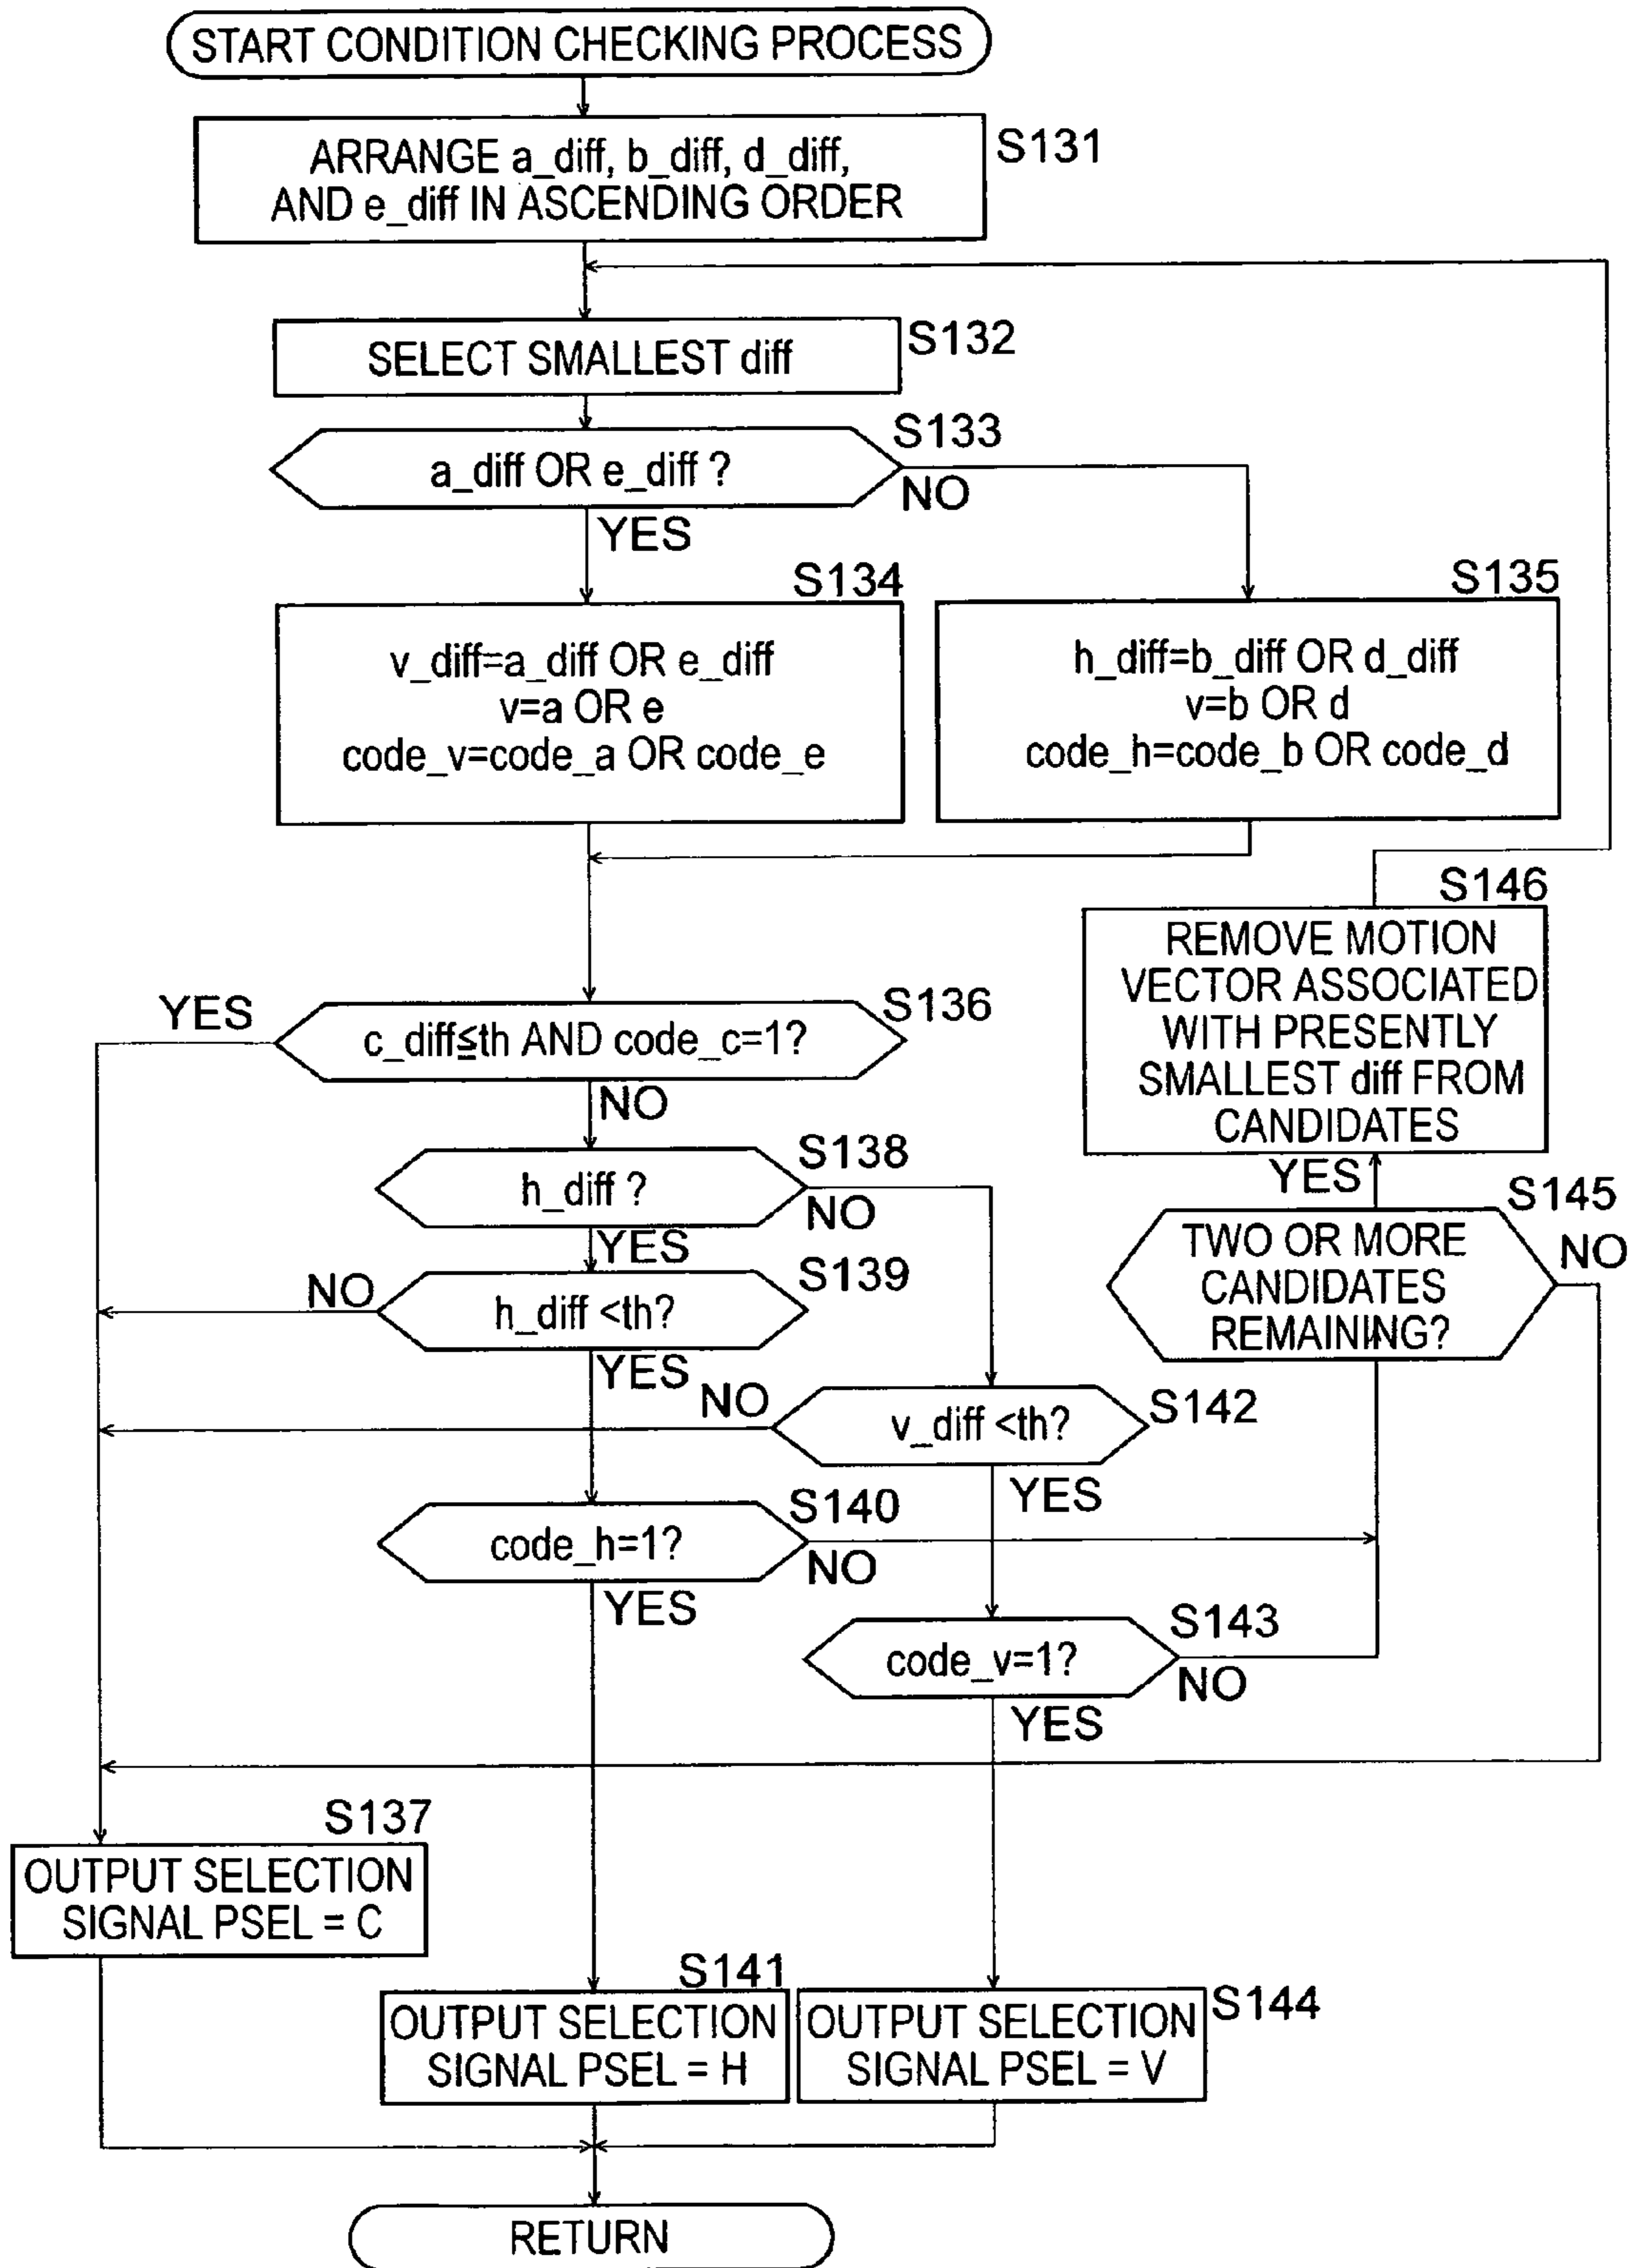 START CONDITION CHECKING PROCESS
ARRANGE a_diff, b_diff, d_diff,
AND e_diff IN ASCENDING ORDER
S131
SELECT SMALLEST diff
S132
a_diff OR e_diff ?
S133
NO
YES
S134
v_diff=a_diff OR e_diff
v=a OR e
code_v=code_a OR code_e
S135
h_diff=b_diff OR d_diff
v=b OR d
code_h=code_b OR code_d
S146
REMOVE MOTION
VECTOR ASSOCIATED
WITH PRESENTLY
SMALLEST diff FROM
CANDIDATES
YES
c_diff≦th AND code_c=1?
S136
NO
h_diff ?
S138
NO
YES
YES
S145
TWO OR MORE
CANDIDATES
REMAINING?
NO
NO
h_diff <th?
S139
YES
NO
v_diff <th?
S142
YES
code_h=1?
S140
NO
YES
code_v=1?
S143
NO
YES
S137
OUTPUT SELECTION
SIGNAL PSEL = C
S141
OUTPUT SELECTION
SIGNAL PSEL = H
S144
OUTPUT SELECTION
SIGNAL PSEL = V
RETURN